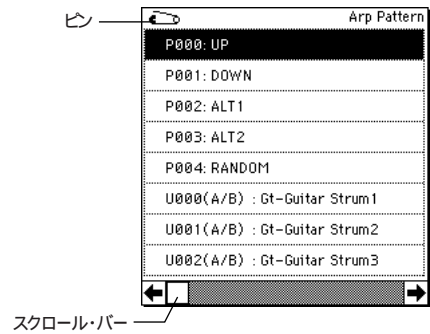 ピン
Arp Pattern
P000: UP
P001: DOWN
P002: ALT1
P003: ALT2
P004: RANDOM
U000(A/B) : Gt-Guitar Strum1
U001(A/B) : Gt-Guitar Strum2
U002(A/B) : Gt-Guitar Strum3
スクロール・バー